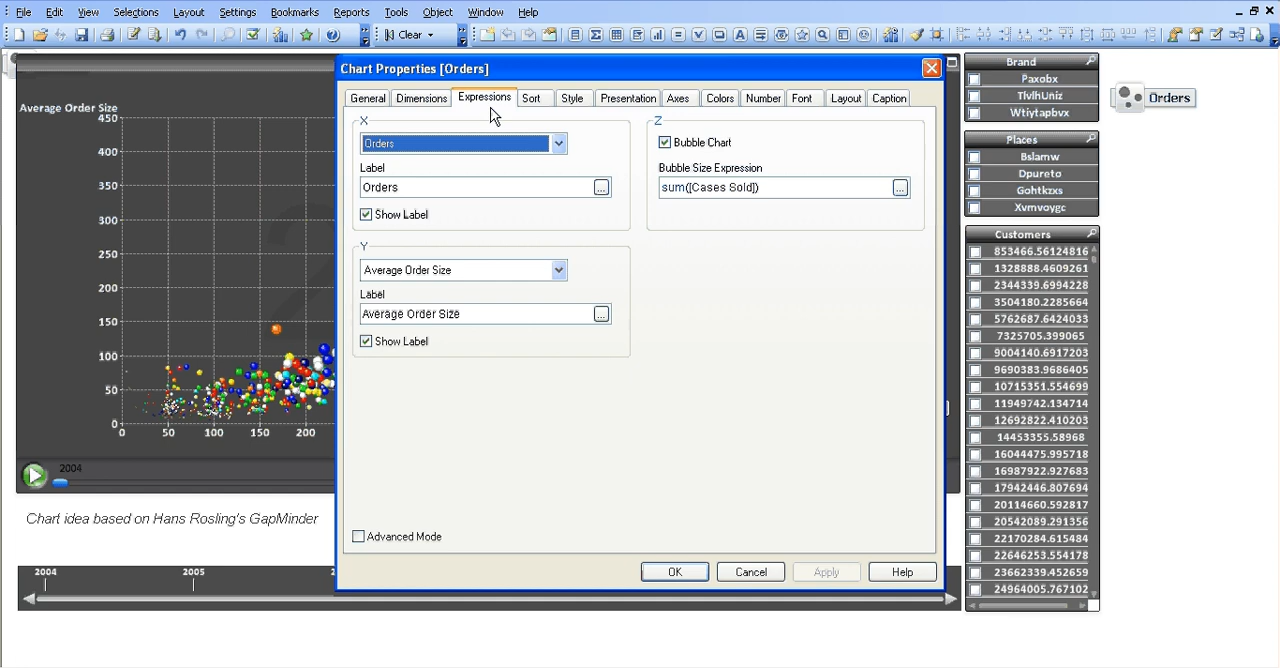 File Edit View Selections Layout Settings Bookmarks Reports Tools Object Window Help
Clear
Chart Properties [Orders]
General Dimensions Expressions Sort Style Presentation Axes Colors Number Font Layout Caption
X
Orders
Label
Orders
...
Show Label
Y
Average Order Size
Label
Average Order Size
...
Show Label
Z
Bubble Chart
Bubble Size Expression
sum([Cases Sold])
...
Advanced Mode
OK Cancel Apply Help
Average Order Size
450
400
350
300
250
200
150
100
50
0
0 50 100 150 200
2004
Chart idea based on Hans Rosling's GapMinder
2004 2005
Brand
Paxobx
TlvlhUniz
Wtiytapbvx
Places
Bslamw
Dpureto
Gohtkzxs
Xvmvoygc
Customers
853466.56124816
1328888.4609261
2344339.6994228
3504180.2285664
5762687.6424033
7325705.399065
9004140.6917203
9690383.9686405
10715351.554699
11949742.134714
12692822.410203
14453355.58968
16044475.995718
16987922.927683
17942446.807694
20114660.592817
20542089.291356
22170284.615484
22646253.554178
23662339.452659
24964005.767102
Orders